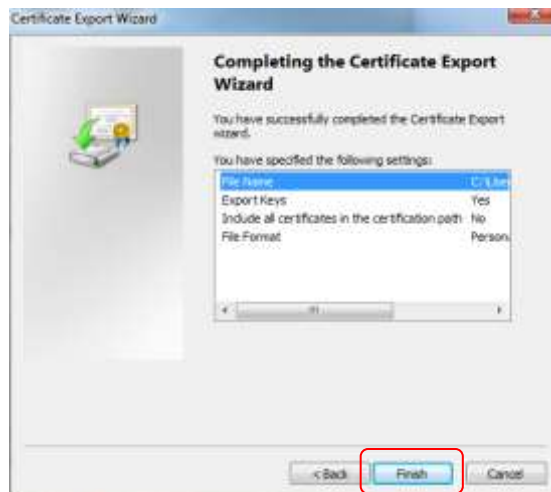 Certificate Export Wizard
Completing the Certificate Export
Wizard
You have successfully completed the Certificate Export
wizard.
You have specified the following settings:
File Name C:\User
Export Keys Yes
Include all certificates in the certification path No
File Format Person
< Back Finish Cancel